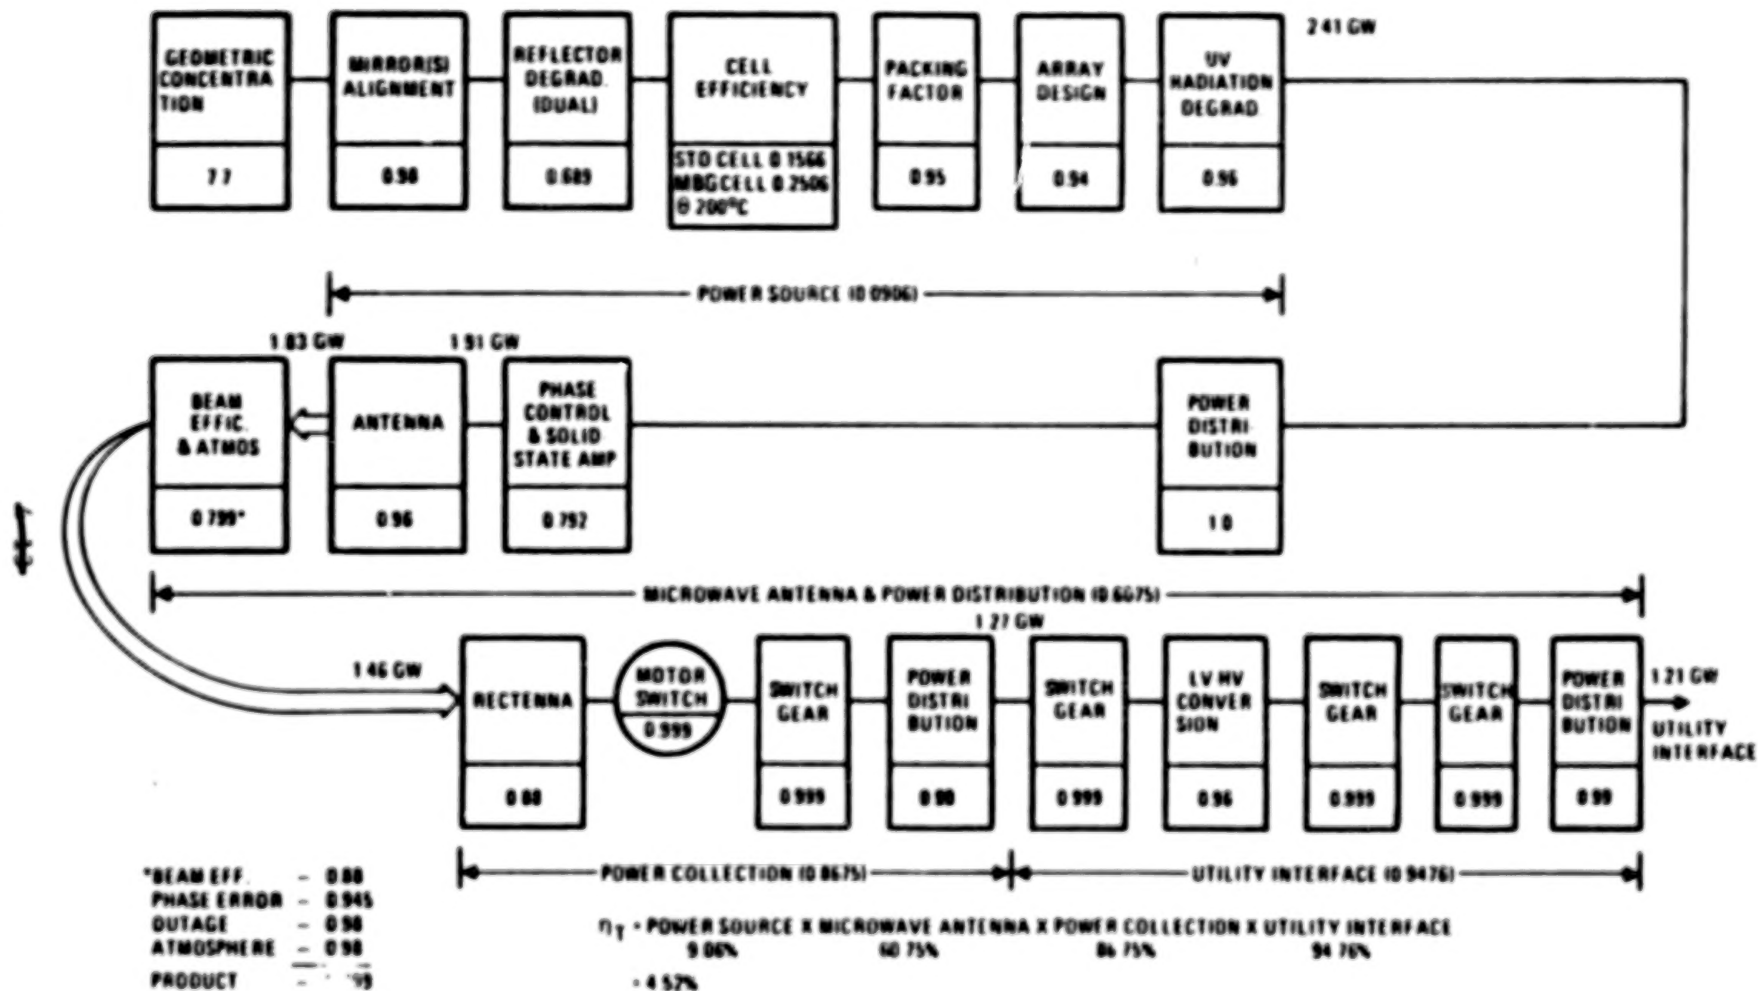 GEOMETRIC
CONCENTRA
TION
7 7
MIRROR(S)
ALIGNMENT
0.98
REFLECTOR
DEGRAD.
(DUAL)
0.689
CELL
EFFICIENCY
STD CELL 0 1566
MBG CELL 0.2506
@ 200°C
PACKING
FACTOR
0.95
ARRAY
DESIGN
0.94
UV
RADIATION
DEGRAD.
0.96
2 41 GW
POWER SOURCE (0 0906)
1 83 GW
1 91 GW
BEAM
EFFIC.
& ATMOS
0 799*
ANTENNA
0.96
PHASE
CONTROL
& SOLID
STATE AMP
0.792
POWER
DISTRI-
BUTION
1 0
MICROWAVE ANTENNA & POWER DISTRIBUTION (0.6075)
1 27 GW
1 46 GW
RECTENNA
0 88
MOTOR
SWITCH
0.999
SWITCH
GEAR
0 999
POWER
DISTRI
BUTION
SWITCH
GEAR
0.999
LV HV
CONVER
SION
0.96
SWITCH
GEAR
0.999
SWITCH
GEAR
0.999
POWER
DISTRI
BUTION
0 99
1.21 GW
UTILITY
INTERFACE
POWER COLLECTION (0 8675)
UTILITY INTERFACE (0 9476)
*BEAM EFF. - 0.88
PHASE ERROR - 0.945
OUTAGE - 0 98
ATMOSPHERE - 0 98
PRODUCT -
ηT = POWER SOURCE X MICROWAVE ANTENNA X POWER COLLECTION X UTILITY INTERFACE
9.06% 60 75% 86 75% 94 76%
= 4 52%